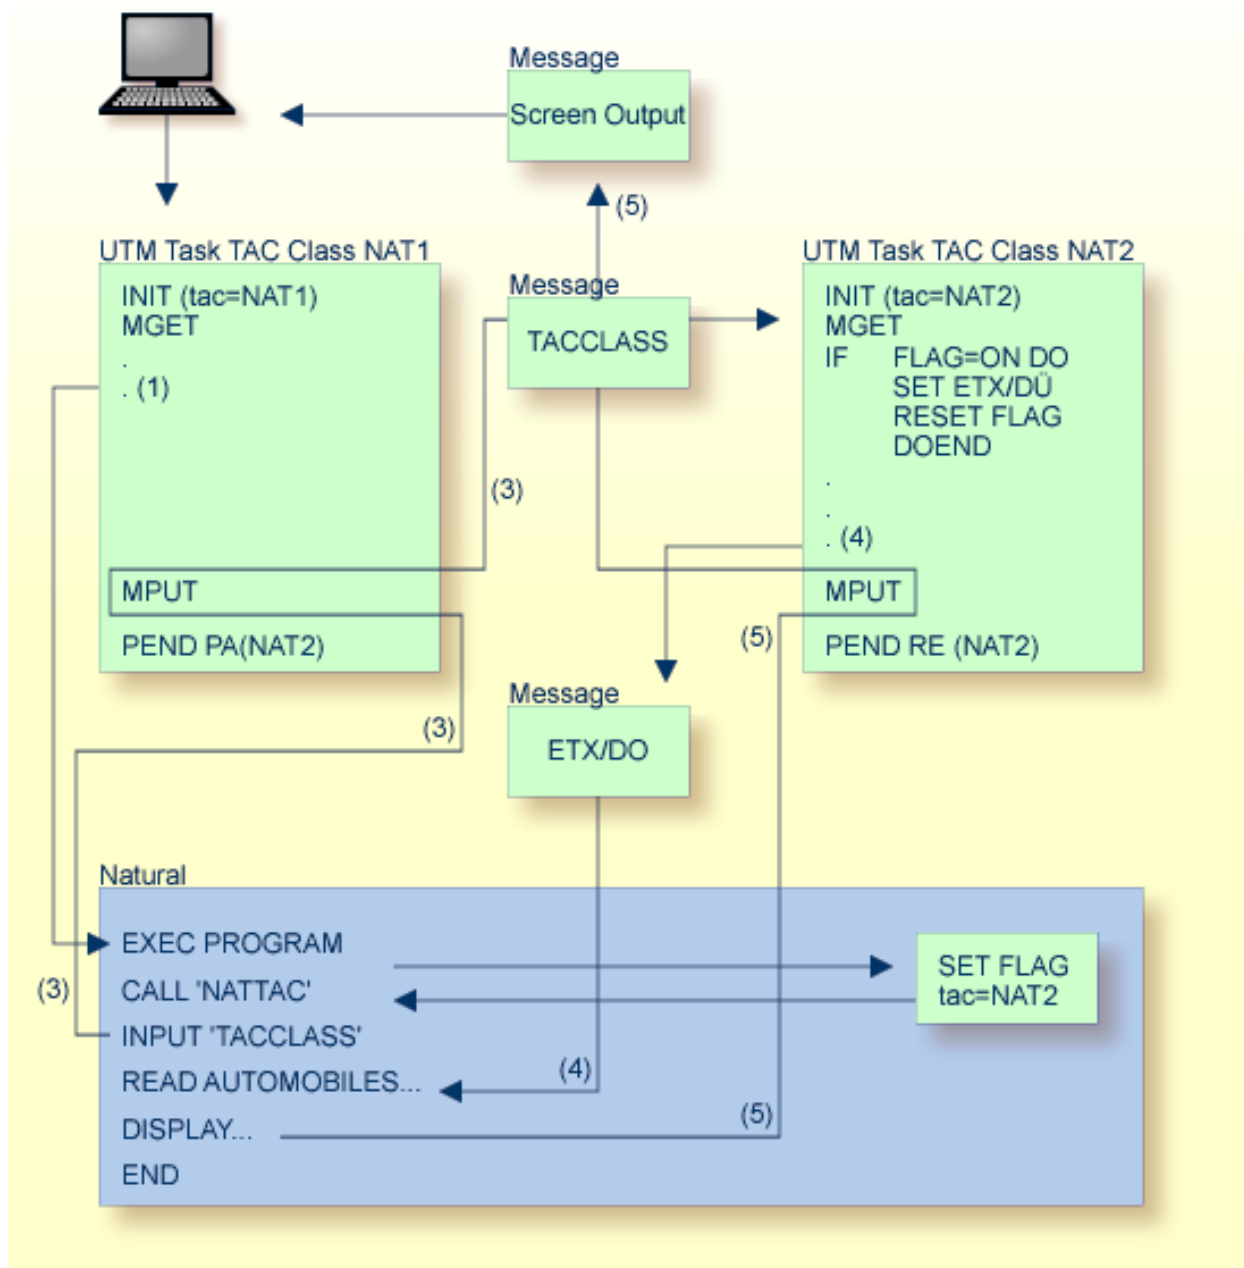 Message
Screen Output
(5)
UTM Task TAC Class NAT1
INIT (tac=NAT1)
MGET
.
. (1)
MPUT
PEND PA(NAT2)
Message
TACCLASS
(3)
UTM Task TAC Class NAT2
INIT (tac=NAT2)
MGET
IF FLAG=ON DO
SET ETX/DÜ
RESET FLAG
DOEND
.
.
. (4)
MPUT
PEND RE (NAT2)
(5)
(3)
Message
ETX/DO
Natural
EXEC PROGRAM
CALL 'NATTAC'
INPUT 'TACCLASS'
READ AUTOMOBILES...
DISPLAY...
END
(3)
(4)
(5)
SET FLAG
tac=NAT2